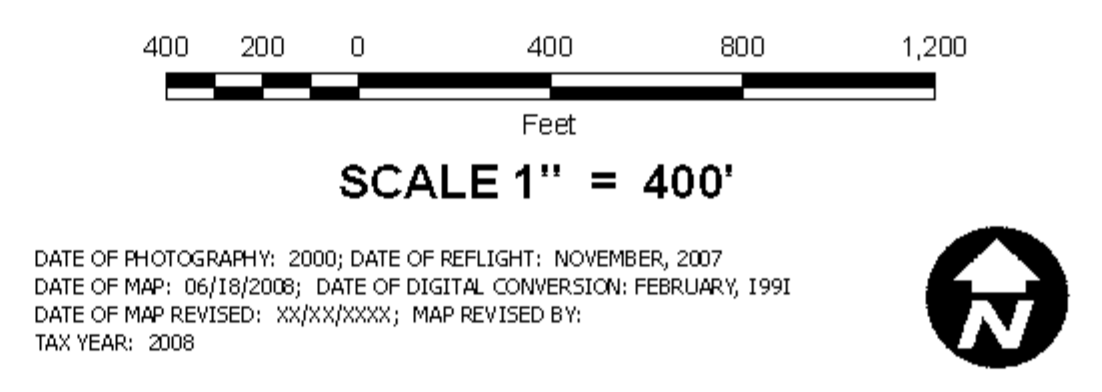 400 200 0 400 800 1,200
Feet
SCALE 1" = 400'
DATE OF PHOTOGRAPHY: 2000; DATE OF REFLIGHT: NOVEMBER, 2007
DATE OF MAP: 06/18/2008; DATE OF DIGITAL CONVERSION: FEBRUARY, 1991
DATE OF MAP REVISED: XX/XX/XXXX; MAP REVISED BY:
TAX YEAR: 2008
N